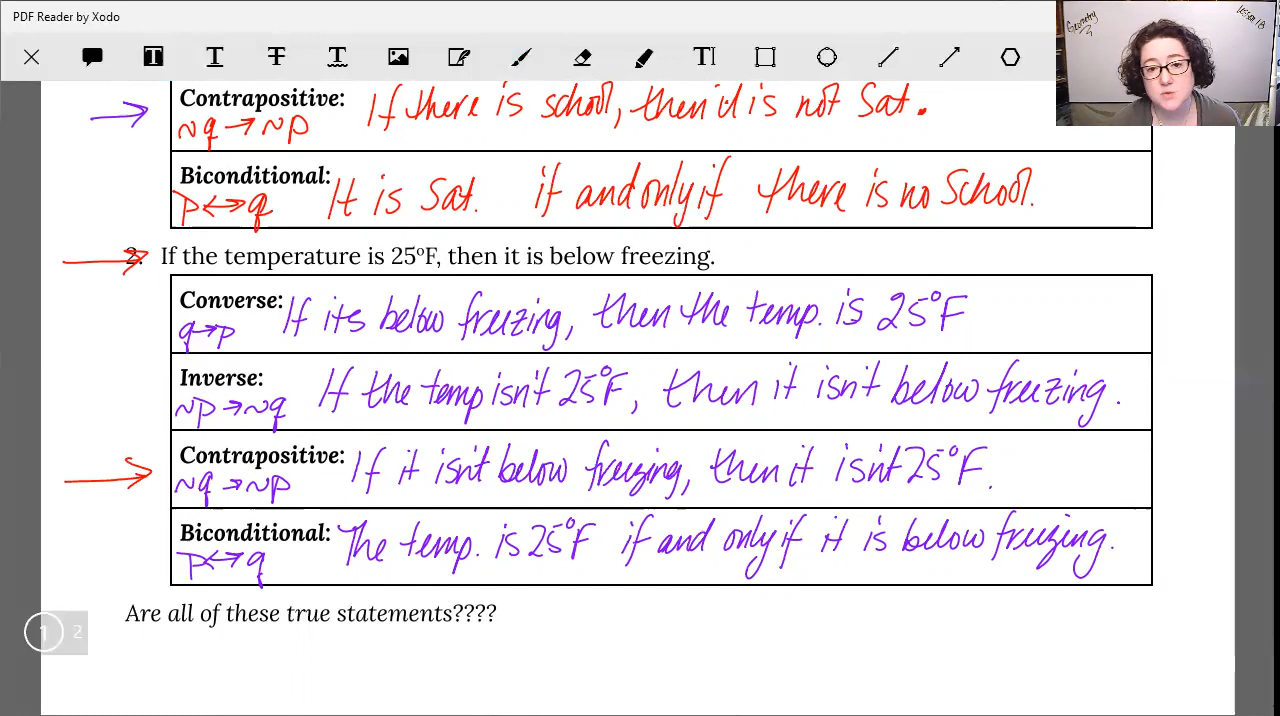 PDF Reader by Xodo
Geometry
Lesson 1B
Contrapositive: If there is school, then it is not Sat.
~q → ~p
Biconditional: It is Sat. if and only if there is no School.
p ↔ q
2. If the temperature is 25°F, then it is below freezing.
Converse: If its below freezing, then the temp. is 25°F
q → p
Inverse: If the temp isn't 25°F, then it isn't below freezing.
~p → ~q
Contrapositive: If it isn't below freezing, then it isn't 25°F.
~q → ~p
Biconditional: The temp. is 25°F if and only if it is below freezing.
p ↔ q
Are all of these true statements????
1 2